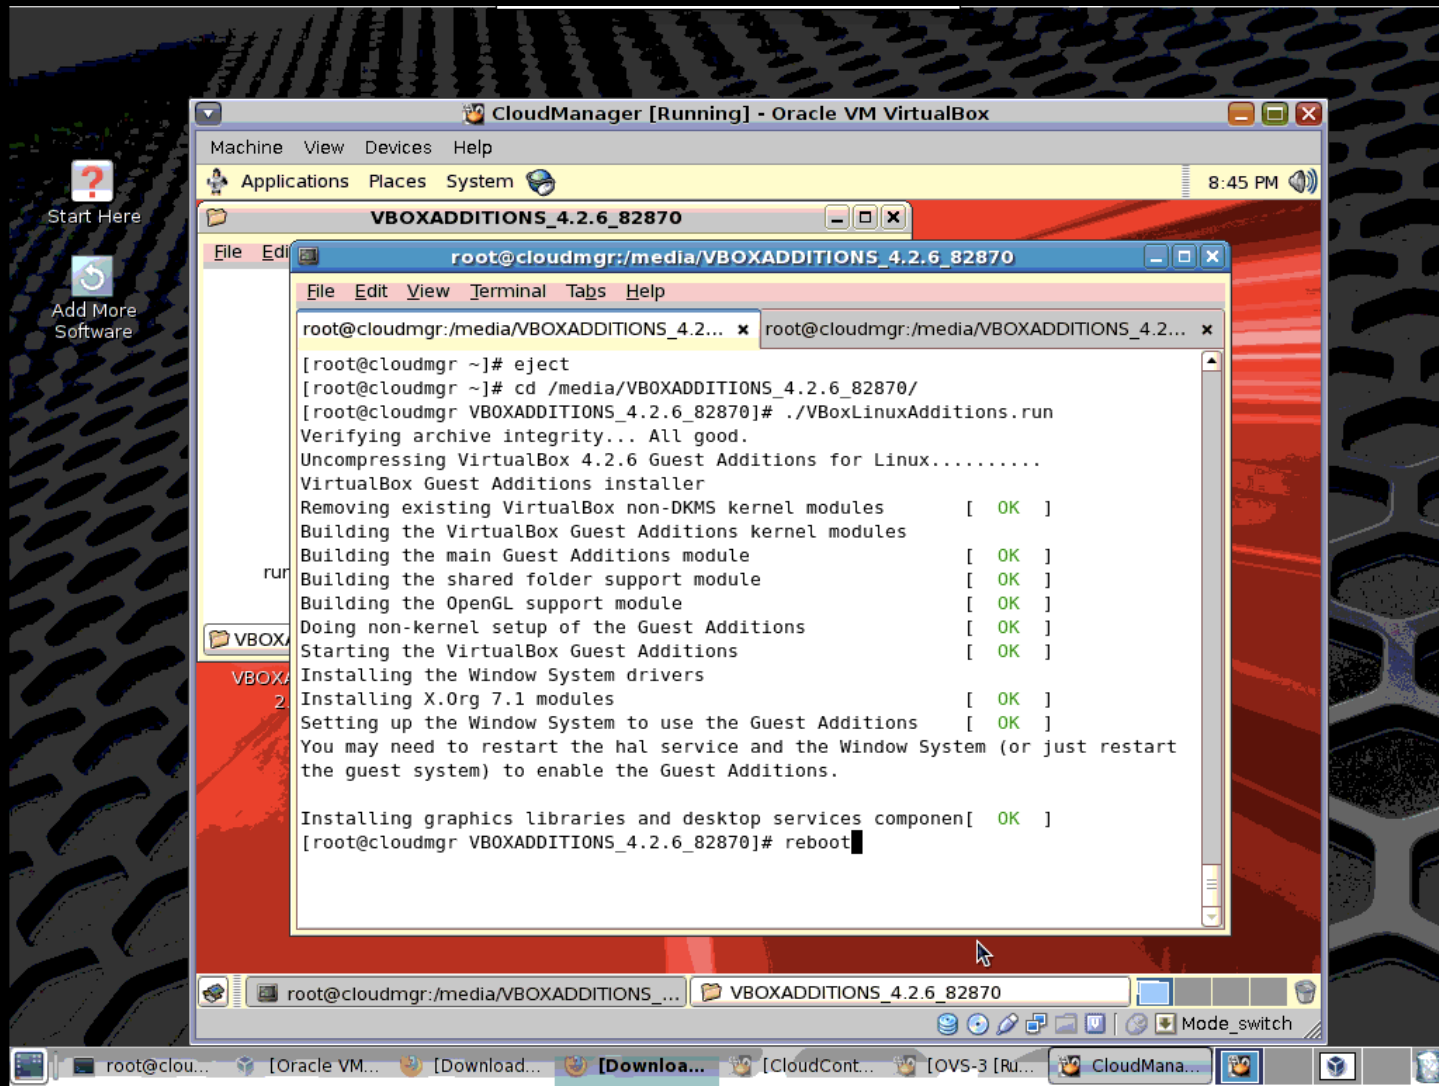 CloudManager [Running] - Oracle VM VirtualBox
Machine View Devices Help
Applications Places System 8:45 PM
Start Here
Add More
Software
VBOXADDITIONS_4.2.6_82870
File Edi
root@cloudmgr:/media/VBOXADDITIONS_4.2.6_82870
File Edit View Terminal Tabs Help
root@cloudmgr:/media/VBOXADDITIONS_4.2... root@cloudmgr:/media/VBOXADDITIONS_4.2...
[root@cloudmgr ~]# eject
[root@cloudmgr ~]# cd /media/VBOXADDITIONS_4.2.6_82870/
[root@cloudmgr VBOXADDITIONS_4.2.6_82870]# ./VBoxLinuxAdditions.run
Verifying archive integrity... All good.
Uncompressing VirtualBox 4.2.6 Guest Additions for Linux..........
VirtualBox Guest Additions installer
Removing existing VirtualBox non-DKMS kernel modules [ OK ]
Building the VirtualBox Guest Additions kernel modules
Building the main Guest Additions module [ OK ]
Building the shared folder support module [ OK ]
Building the OpenGL support module [ OK ]
Doing non-kernel setup of the Guest Additions [ OK ]
Starting the VirtualBox Guest Additions [ OK ]
Installing the Window System drivers
Installing X.Org 7.1 modules [ OK ]
Setting up the Window System to use the Guest Additions [ OK ]
You may need to restart the hal service and the Window System (or just restart
the guest system) to enable the Guest Additions.
Installing graphics libraries and desktop services componen[ OK ]
[root@cloudmgr VBOXADDITIONS_4.2.6_82870]# reboot
run
VBOXA
VBOXA
2.
root@cloudmgr:/media/VBOXADDITIONS_... VBOXADDITIONS_4.2.6_82870
Mode_switch
root@clou... [Oracle VM... [Download... [Downloa... [CloudCont... [OVS-3 [Ru... CloudMana...